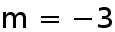 m = −3